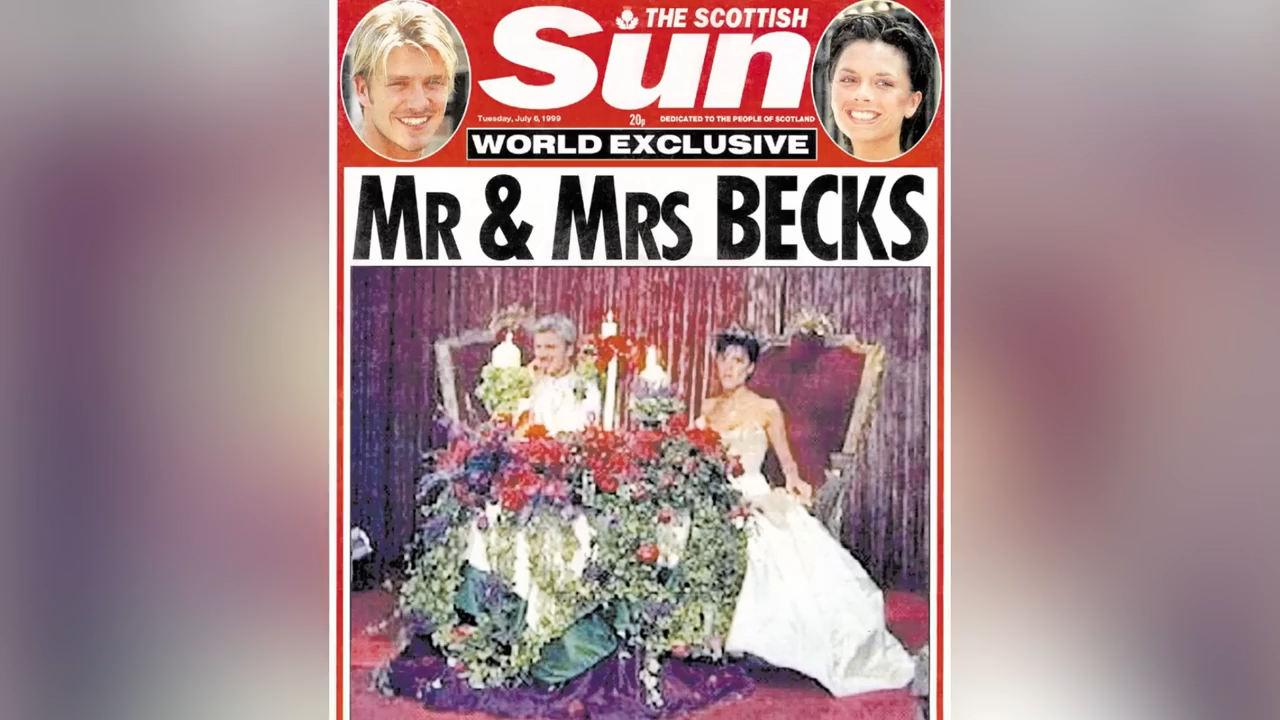 THE SCOTTISH
Sun
Tuesday, July 6, 1999 20p DEDICATED TO THE PEOPLE OF SCOTLAND
WORLD EXCLUSIVE
MR & MRS BECKS